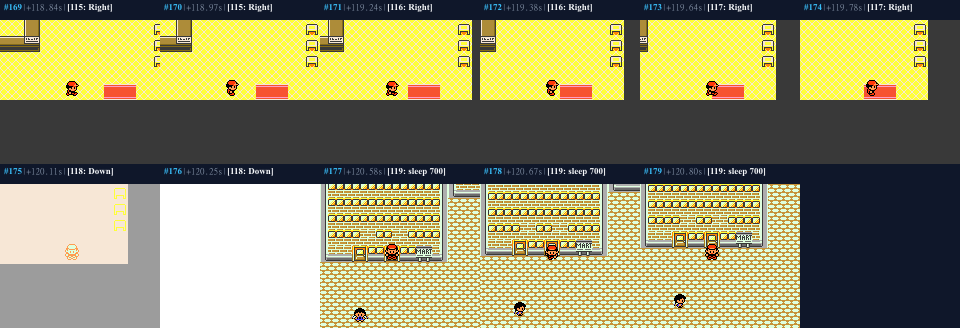 #169|+118.84s| [115: Right]
#170|+118.97s| [115: Right]
#171|+119.24s| [116: Right]
#172|+119.38s| [116: Right]
#173|+119.64s| [117: Right]
#174|+119.78s| [117: Right]
#175|+120.11s| [118: Down]
#176|+120.25s| [118: Down]
#177|+120.58s| [119: sleep 700]
#178|+120.67s| [119: sleep 700]
#179|+120.80s| [119: sleep 700]
MART
MART
MART